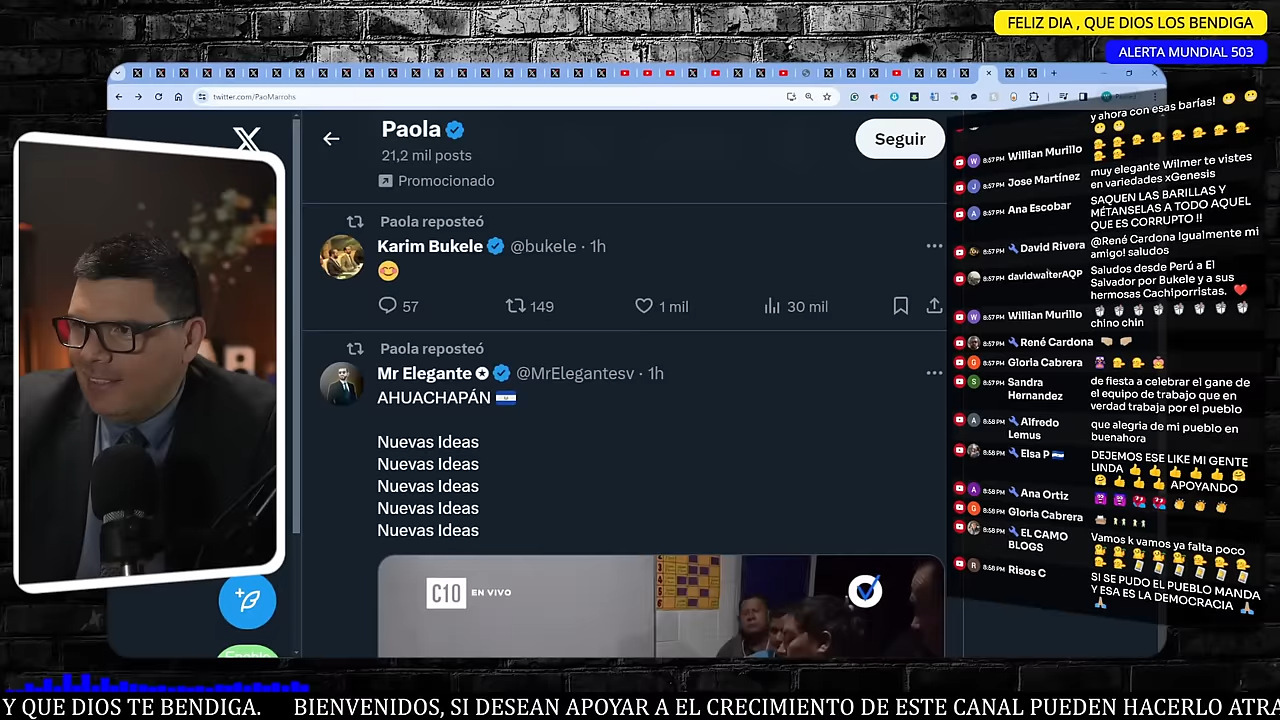 FELIZ DIA , QUE DIOS LOS BENDIGA
ALERTA MUNDIAL 503
twitter.com/PaoMarrohs
Paola
21,2 mil posts
Promocionado
Seguir
Paola reposteó
Karim Bukele @bukele · 1h
😊
57
149
1 mil
30 mil
Paola reposteó
Mr Elegante @MrElegantesv · 1h
AHUACHAPÁN 🇸🇻
Nuevas Ideas
Nuevas Ideas
Nuevas Ideas
Nuevas Ideas
Nuevas Ideas
C10 EN VIVO
y ahora con esas barías!
8:57 PM Willian Murillo
8:57 PM Jose Martínez muy elegante Wilmer te vistes
en variedades xGenesis
8:57 PM Ana Escobar SAQUEN LAS BARILLAS Y
MÉTANSELAS A TODO AQUEL
QUE ES CORRUPTO !!
8:57 PM David Rivera @René Cardona Igualmente mi
amigo! saludos
8:57 PM davidwalterAQP Saludos desde Perú a El
Salvador por Bukele y a sus
hermosas Cachiporristas. ❤️
8:57 PM Willian Murillo
chino chin
8:57 PM René Cardona
8:57 PM Gloria Cabrera
8:57 PM Sandra
Hernandez
de fiesta a celebrar el gane de
el equipo de trabajo que en
verdad trabaja por el pueblo
8:58 PM Alfredo
Lemus
que alegria de mi pueblo en
buenahora
8:58 PM Elsa P 🇸🇻 DEJEMOS ESE LIKE MI GENTE
LINDA 👍👍👍👍👍🤗
🤗👍👍👍 APOYANDO
8:58 PM Ana Ortiz
8:58 PM Gloria Cabrera
8:58 PM EL CAMO
BLOGS
Vamos k vamos ya falta poco
8:58 PM Risos C SI SE PUDO EL PUEBLO MANDA
Y ESA ES LA DEMOCRACIA 🙏
🙏
Y QUE DIOS TE BENDIGA. BIENVENIDOS, SI DESEAN APOYAR A EL CRECIMIENTO DE ESTE CANAL PUEDEN HACERLO ATRA